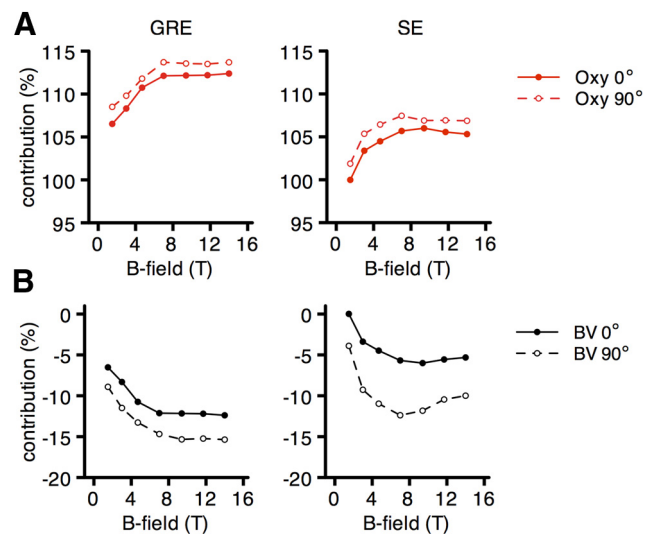 A
GRE
SE
contribution (%)
115
110
105
100
95
0 4 8 12 16
B-field (T)
115
110
105
100
95
0 4 8 12 16
B-field (T)
Oxy 0°
Oxy 90°
B
contribution (%)
0
-5
-10
-15
-20
0 4 8 12 16
B-field (T)
0
-5
-10
-15
-20
0 4 8 12 16
B-field (T)
BV 0°
BV 90°